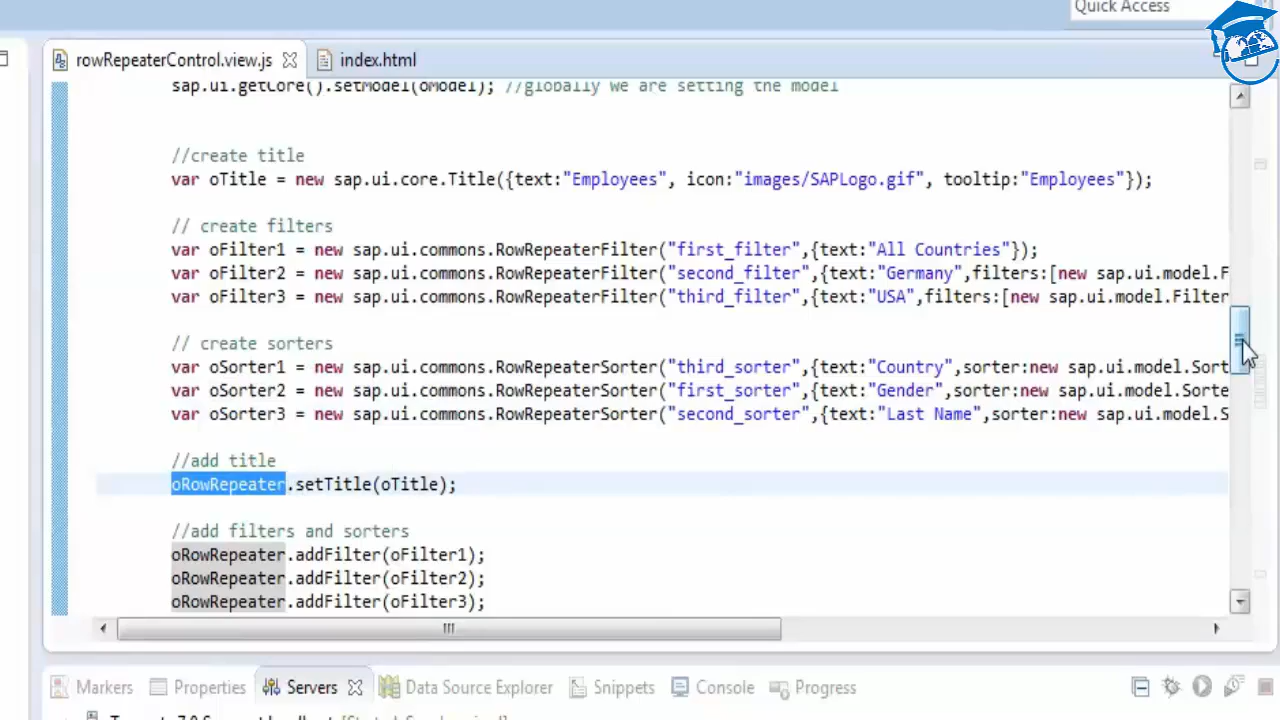 Quick Access
rowRepeaterControl.view.js
index.html
sap.ui.getCore().setModel(oModel); //globally we are setting the model
//create title
var oTitle = new sap.ui.core.Title({text:"Employees", icon:"images/SAPLogo.gif", tooltip:"Employees"});
// create filters
var oFilter1 = new sap.ui.commons.RowRepeaterFilter("first_filter",{text:"All Countries"});
var oFilter2 = new sap.ui.commons.RowRepeaterFilter("second_filter",{text:"Germany",filters:[new sap.ui.model.F
var oFilter3 = new sap.ui.commons.RowRepeaterFilter("third_filter",{text:"USA",filters:[new sap.ui.model.Filter
// create sorters
var oSorter1 = new sap.ui.commons.RowRepeaterSorter("third_sorter",{text:"Country",sorter:new sap.ui.model.Sort
var oSorter2 = new sap.ui.commons.RowRepeaterSorter("first_sorter",{text:"Gender",sorter:new sap.ui.model.Sorte
var oSorter3 = new sap.ui.commons.RowRepeaterSorter("second_sorter",{text:"Last Name",sorter:new sap.ui.model.S
//add title
oRowRepeater.setTitle(oTitle);
//add filters and sorters
oRowRepeater.addFilter(oFilter1);
oRowRepeater.addFilter(oFilter2);
oRowRepeater.addFilter(oFilter3);
Markers Properties Servers Data Source Explorer Snippets Console Progress